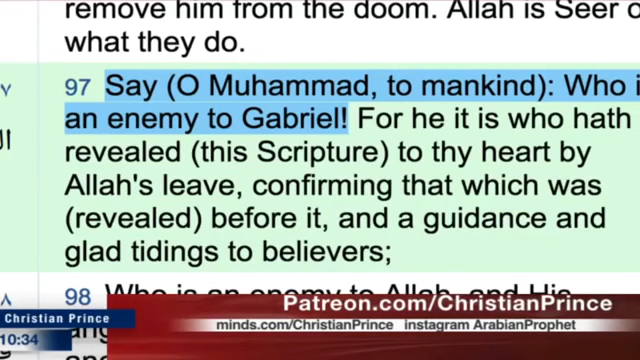 remove him from the doom. Allah is Seer o
what they do.
97 Say (O Muhammad, to mankind): Who i
an enemy to Gabriel! For he it is who hath
revealed (this Scripture) to thy heart by
Allah's leave, confirming that which was
(revealed) before it, and a guidance and
glad tidings to believers;
98 Who is an enemy to Allah, and His
Patreon.com/ChristianPrince
Christian Prince
minds.com/ChristianPrince instagram ArabianProphet
10:34